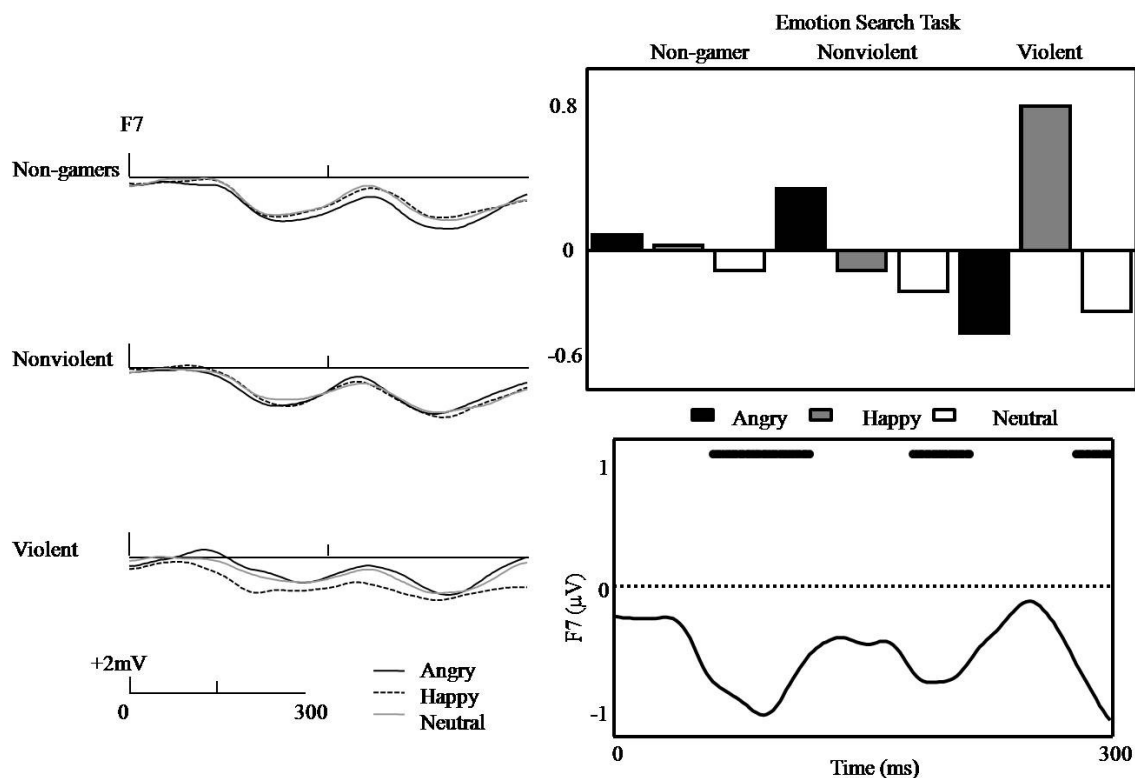 F7
Non-gamers
Nonviolent
Violent
+2mV
0 300
Angry
Happy
Neutral
Emotion Search Task
Non-gamer Nonviolent Violent
0.8
0
-0.6
Angry Happy Neutral
1
0
-1
F7 (μV)
0 300
Time (ms)